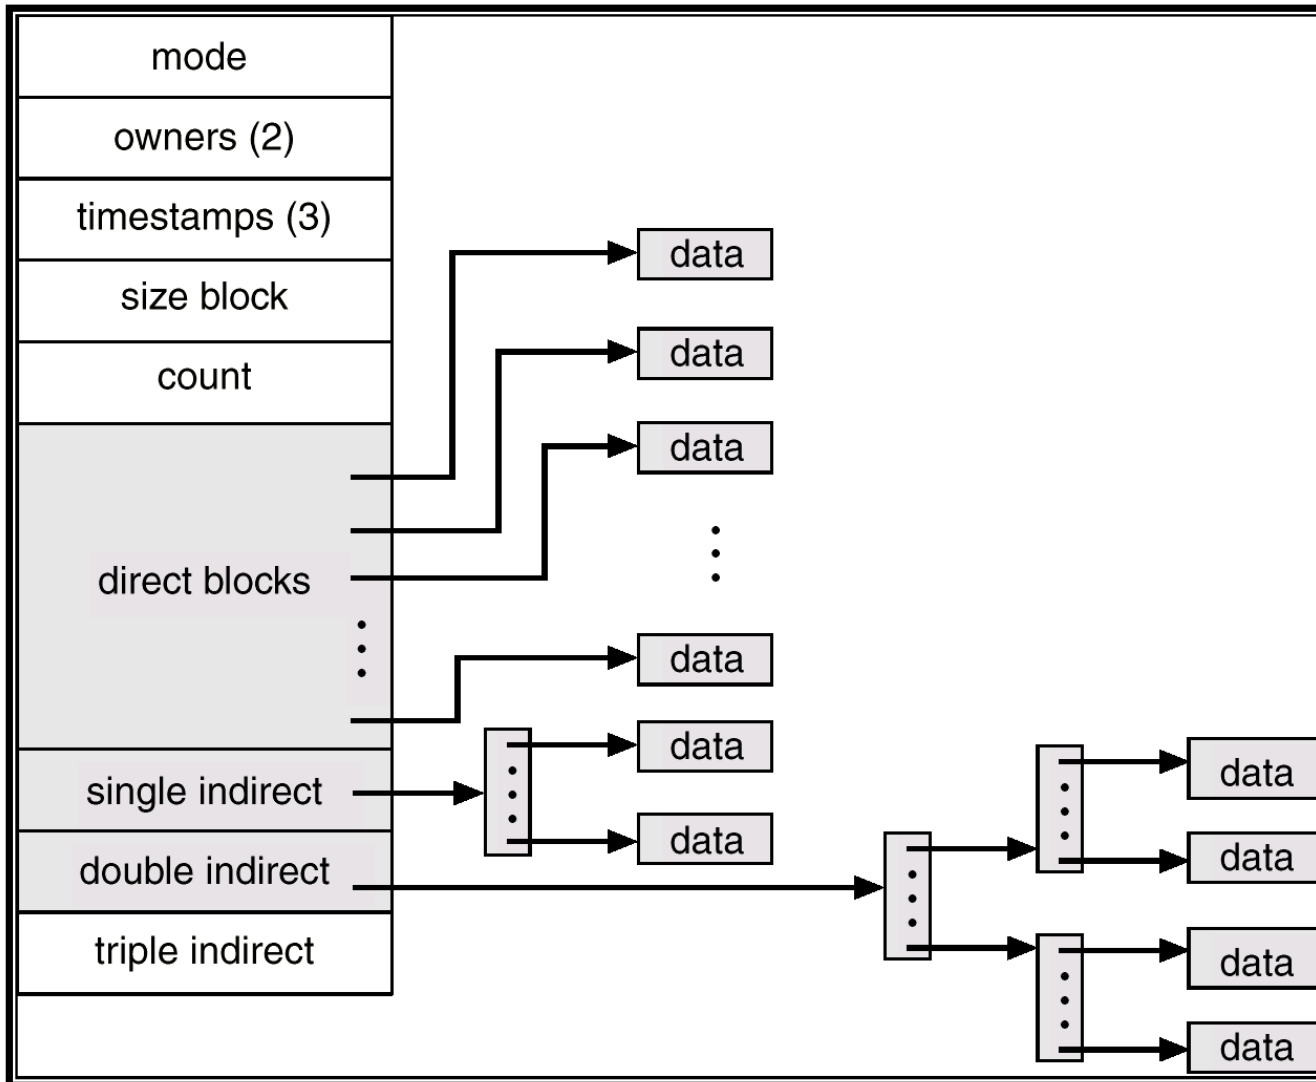 mode
owners (2)
timestamps (3)
size block
count
direct blocks
single indirect
double indirect
triple indirect
data
data
data
data
data
data
data
data
data
data